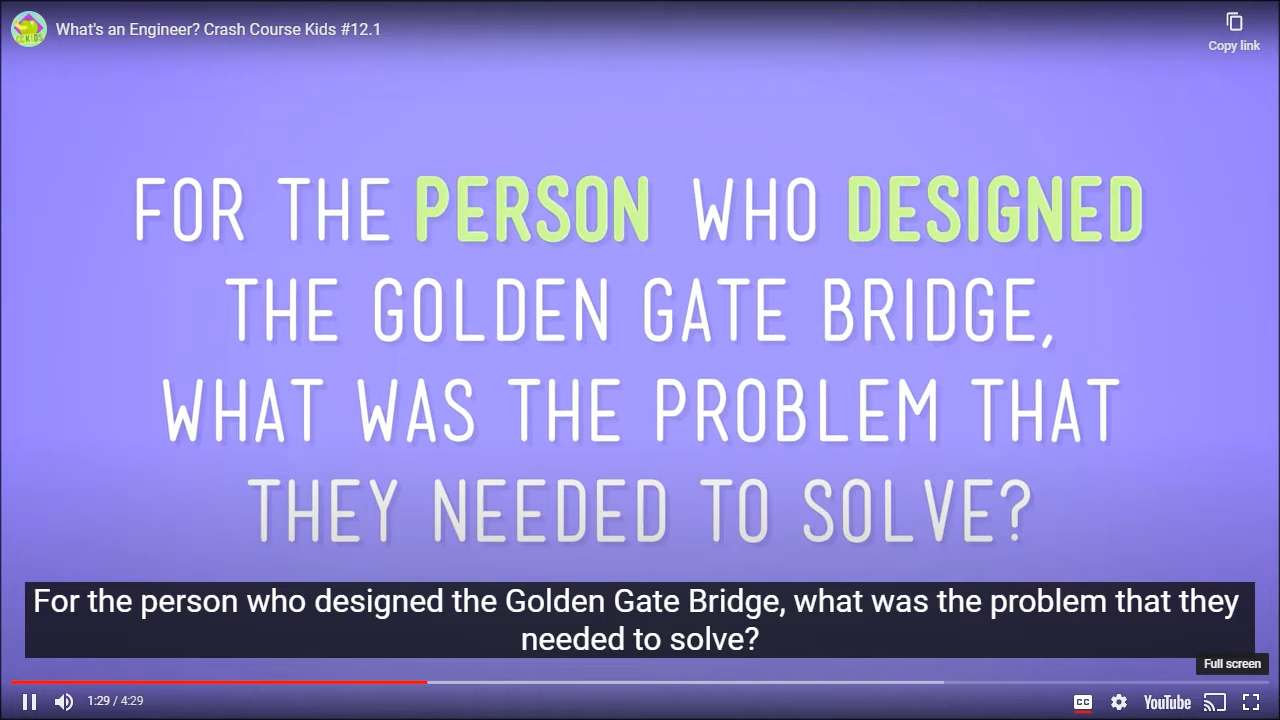 What's an Engineer? Crash Course Kids #12.1
Copy link
FOR THE PERSON WHO DESIGNED
THE GOLDEN GATE BRIDGE,
WHAT WAS THE PROBLEM THAT
THEY NEEDED TO SOLVE?
For the person who designed the Golden Gate Bridge, what was the problem that they
needed to solve?
Full screen
1:29 / 4:29
CC
YouTube